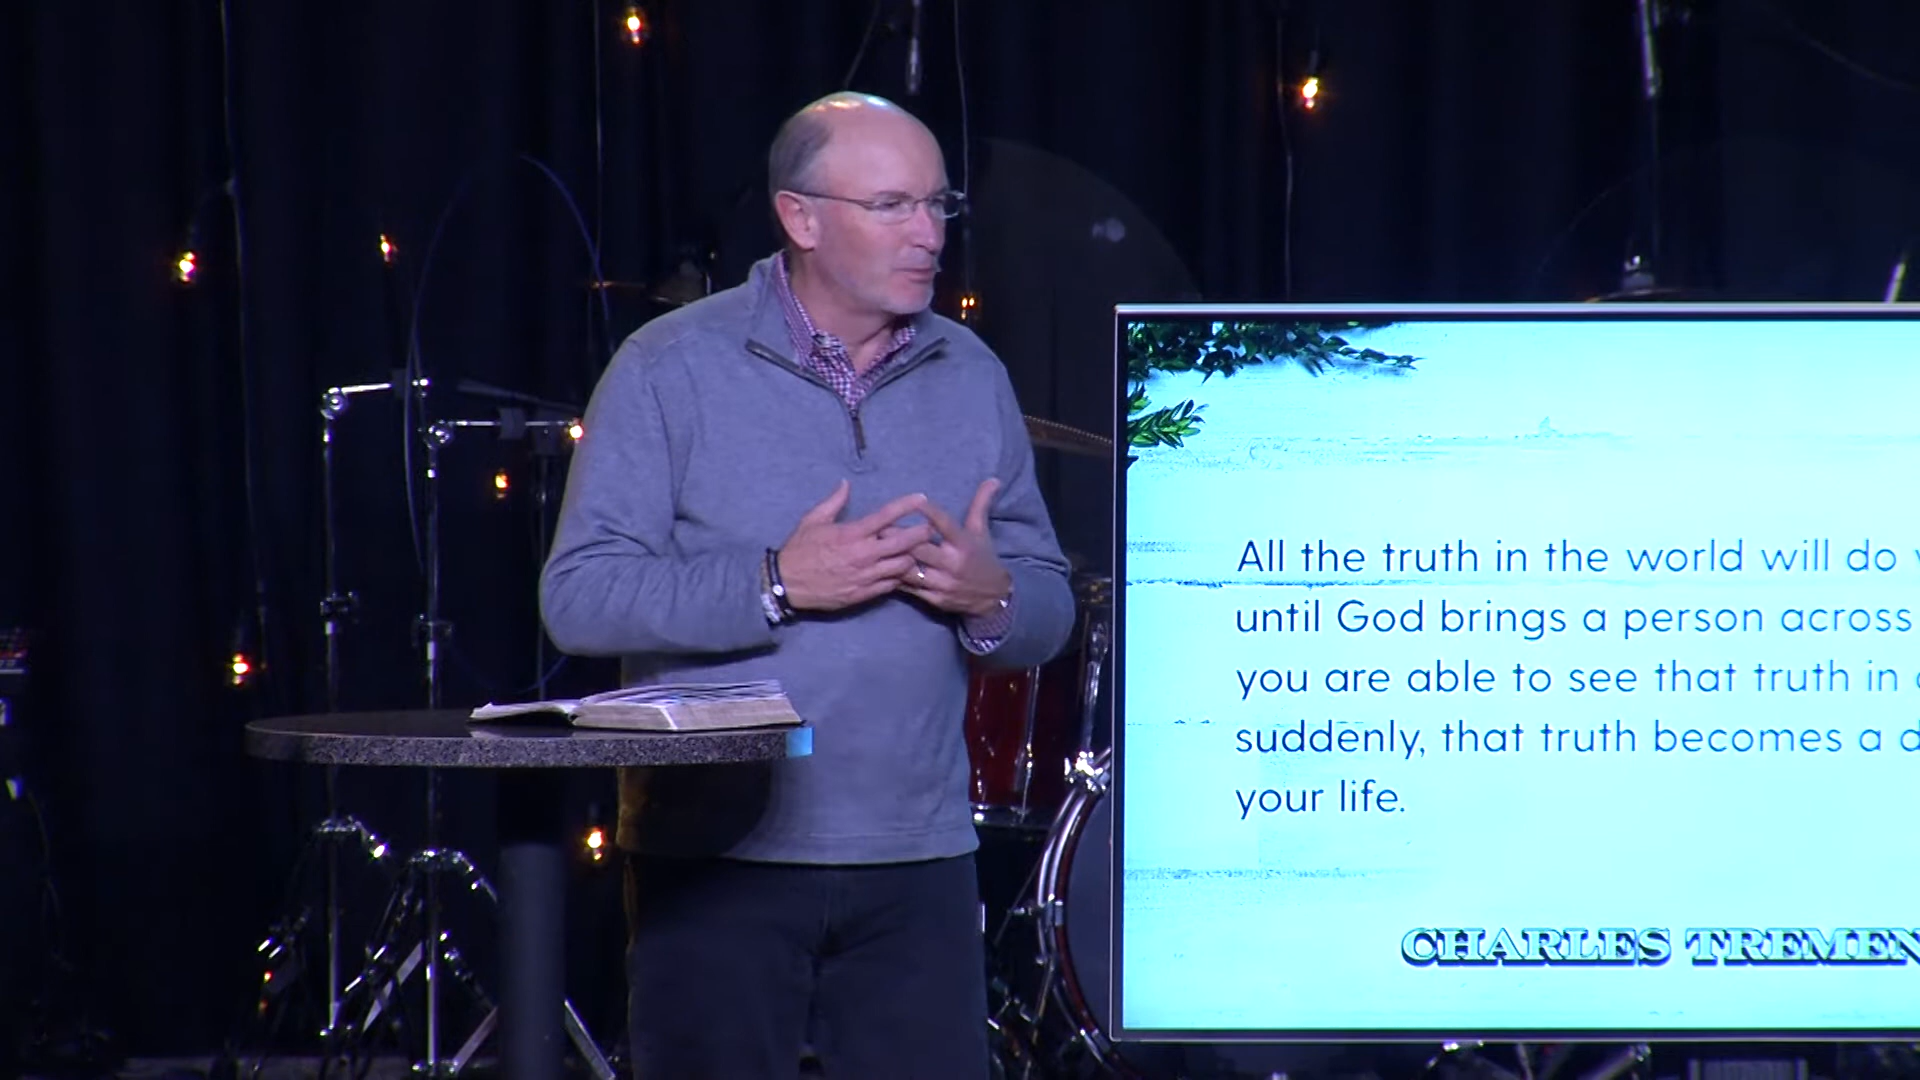 All the truth in the world will do
until God brings a person across
you are able to see that truth in
suddenly, that truth becomes a
your life.
CHARLES